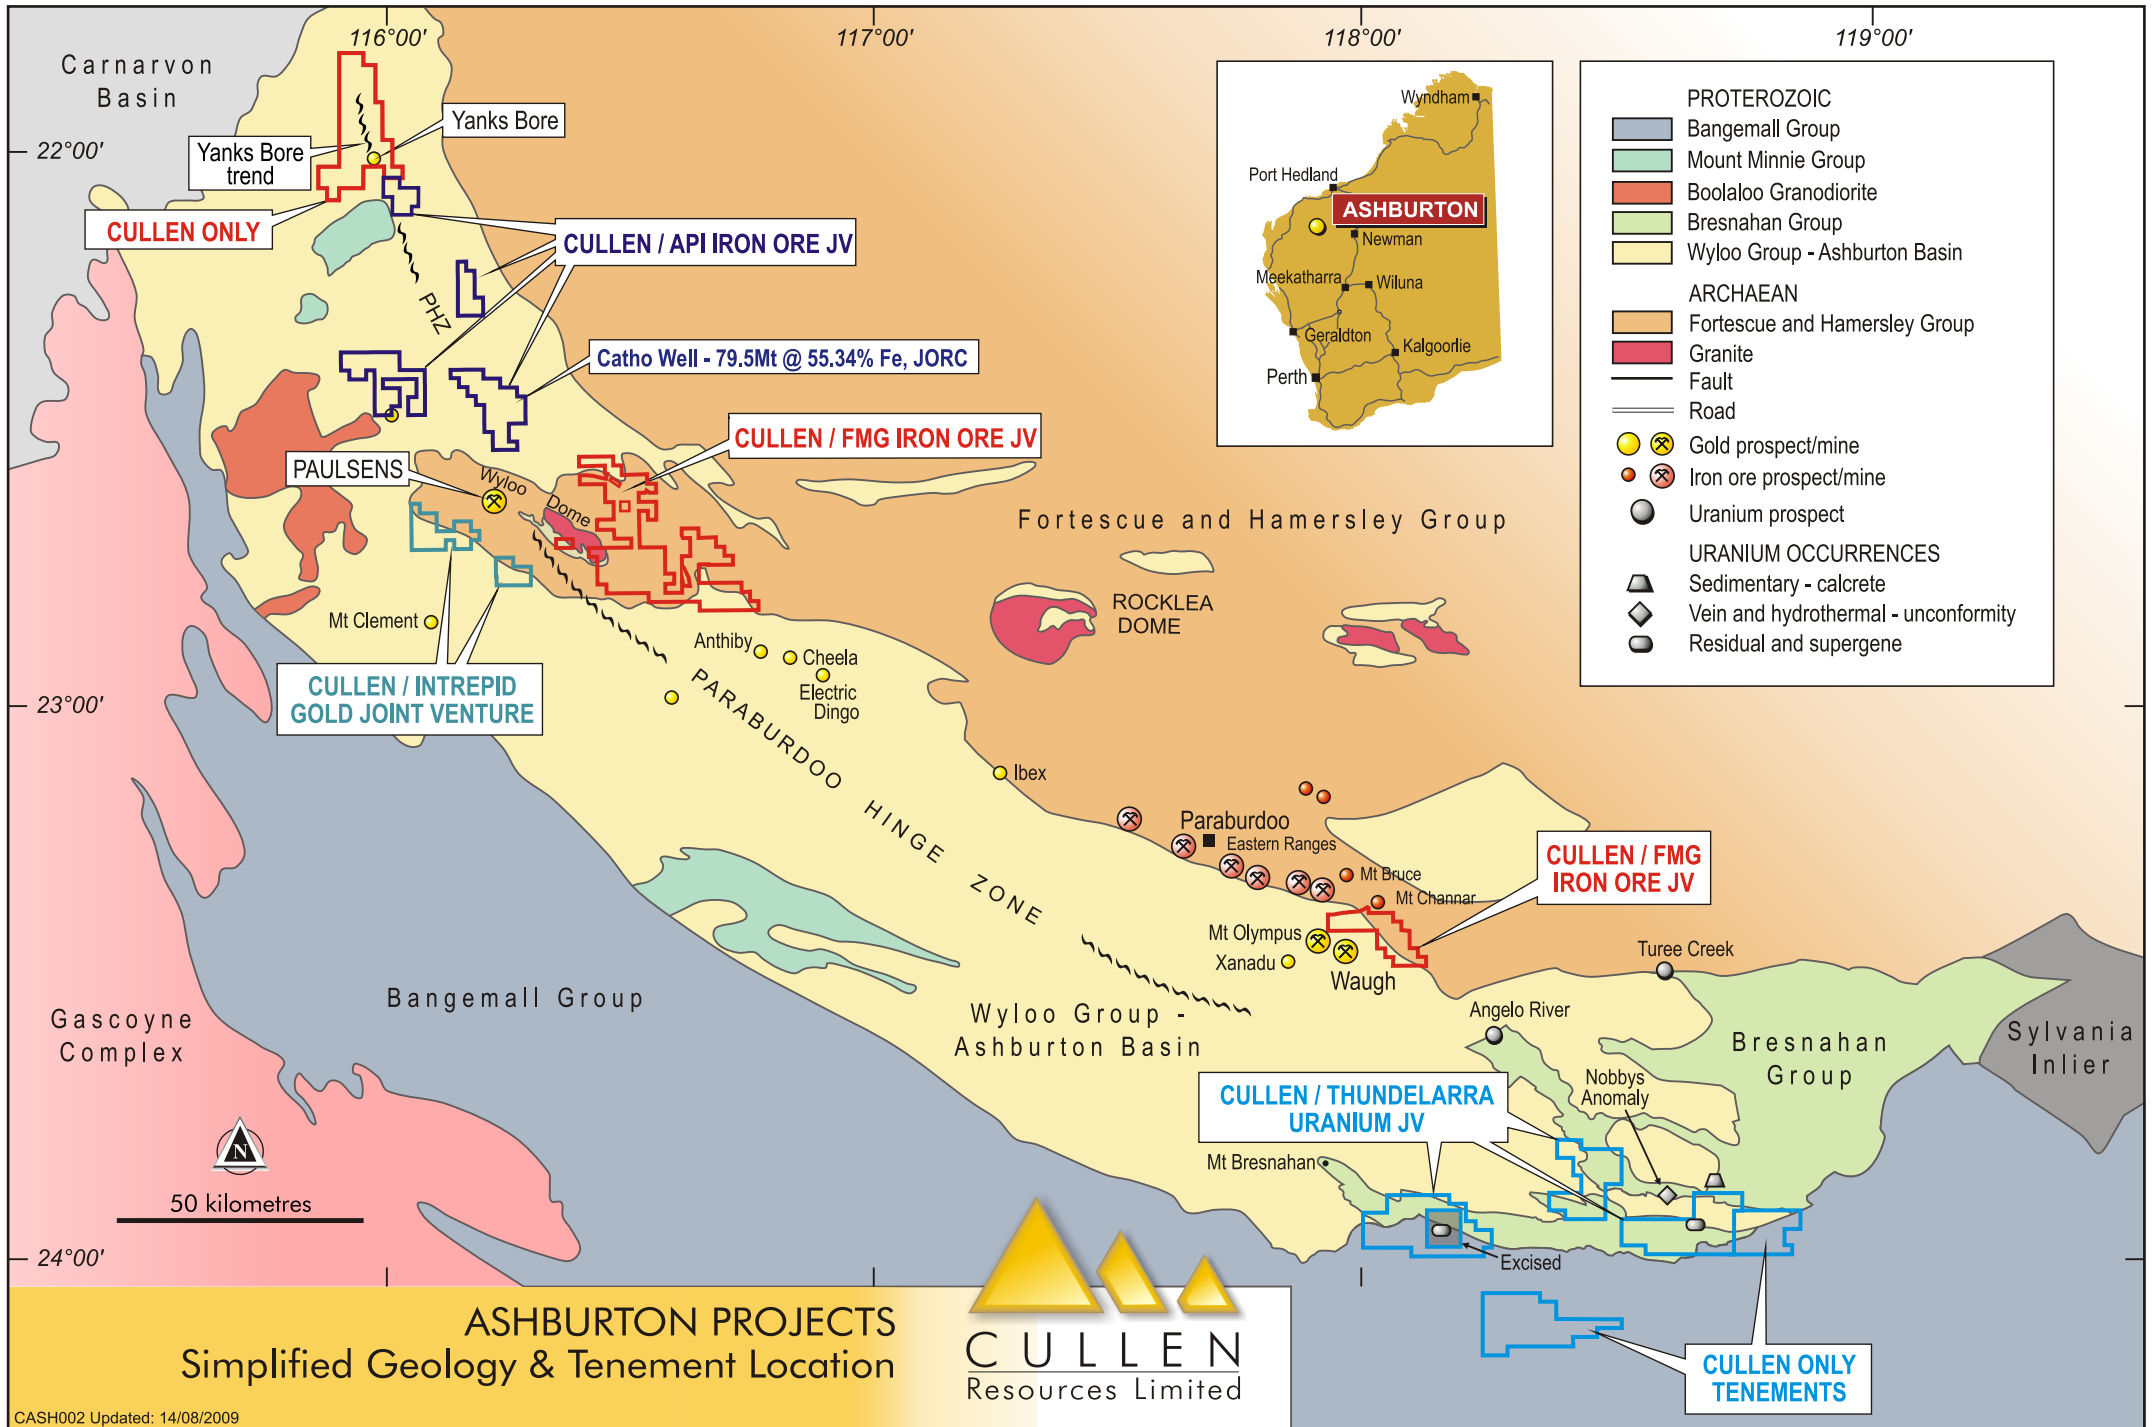 116°00'
117°00'
118°00'
119°00'
22°00'
23°00'
24°00'
Carnarvon
Basin
Yanks Bore
Yanks Bore
trend
CULLEN ONLY
CULLEN / API IRON ORE JV
PHZ
Catho Well - 79.5Mt @ 55.34% Fe, JORC
CULLEN / FMG IRON ORE JV
PAULSENS
Wyloo
Dome
Mt Clement
CULLEN / INTREPID
GOLD JOINT VENTURE
Anthiby
Cheela
Electric
Dingo
PARABURDOO HINGE ZONE
Fortescue and Hamersley Group
ROCKLEA
DOME
Ibex
Paraburdoo
Eastern Ranges
Mt Bruce
Mt Channar
CULLEN / FMG
IRON ORE JV
Mt Olympus
Xanadu
Waugh
Turee Creek
Angelo River
Bresnahan
Group
Sylvania
Inlier
Nobbys
Anomaly
Bangemall Group
Wyloo Group -
Ashburton Basin
Gascoyne
Complex
CULLEN / THUNDELARRA
URANIUM JV
Mt Bresnahan
Excised
CULLEN ONLY
TENEMENTS
N
50 kilometres
Wyndham
Port Hedland
ASHBURTON
Newman
Meekatharra
Wiluna
Geraldton
Kalgoorlie
Perth
PROTEROZOIC
Bangemall Group
Mount Minnie Group
Boolaloo Granodiorite
Bresnahan Group
Wyloo Group - Ashburton Basin
ARCHAEAN
Fortescue and Hamersley Group
Granite
Fault
Road
Gold prospect/mine
Iron ore prospect/mine
Uranium prospect
URANIUM OCCURRENCES
Sedimentary - calcrete
Vein and hydrothermal - unconformity
Residual and supergene
ASHBURTON PROJECTS
Simplified Geology & Tenement Location
CULLEN
Resources Limited
CASH002 Updated: 14/08/2009